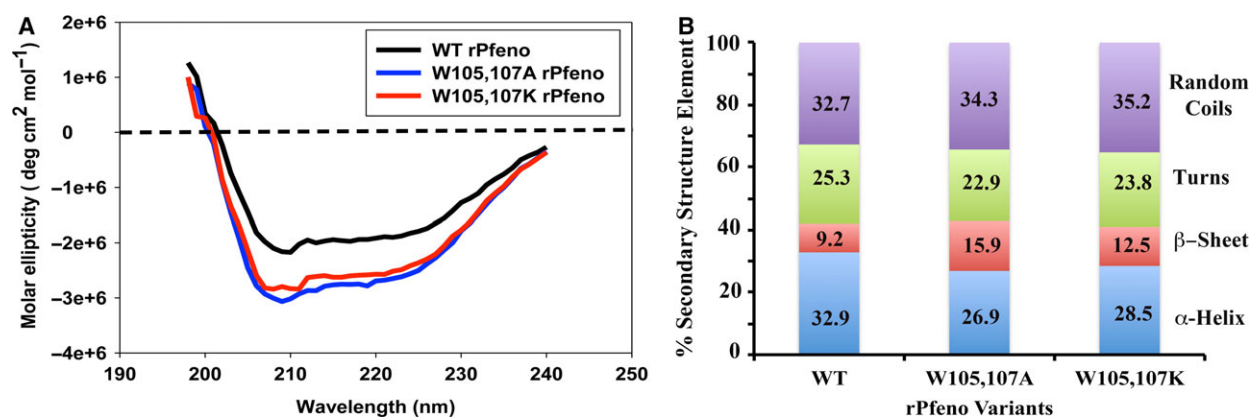 A
Molar ellipticity ( deg cm² mol⁻¹)
2e+6
1e+6
0
−1e+6
−2e+6
−3e+6
−4e+6
WT rPfeno
W105,107A rPfeno
W105,107K rPfeno
190 200 210 220 230 240 250
Wavelength (nm)
B
% Secondary Structure Element
100
80
60
40
20
0
32.7 34.3 35.2 Random Coils
25.3 22.9 23.8 Turns
9.2 15.9 12.5 β−Sheet
32.9 26.9 28.5 α-Helix
WT W105,107A W105,107K
rPfeno Variants